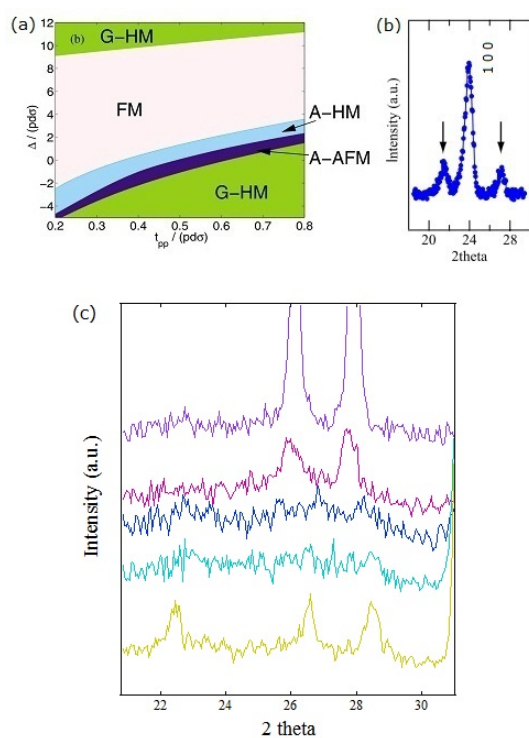 (a)
(b)
12
10
8
6
4
2
0
−2
−4
Δ / (pdσ)
G−HM
FM
A−HM
A−AFM
G−HM
0.2 0.3 0.4 0.5 0.6 0.7 0.8
t_pp / (pdσ)
(b)
Intensity (a.u.)
1 0 0
20 24 28
2theta
(c)
Intensity (a.u.)
22 24 26 28 30
2 theta